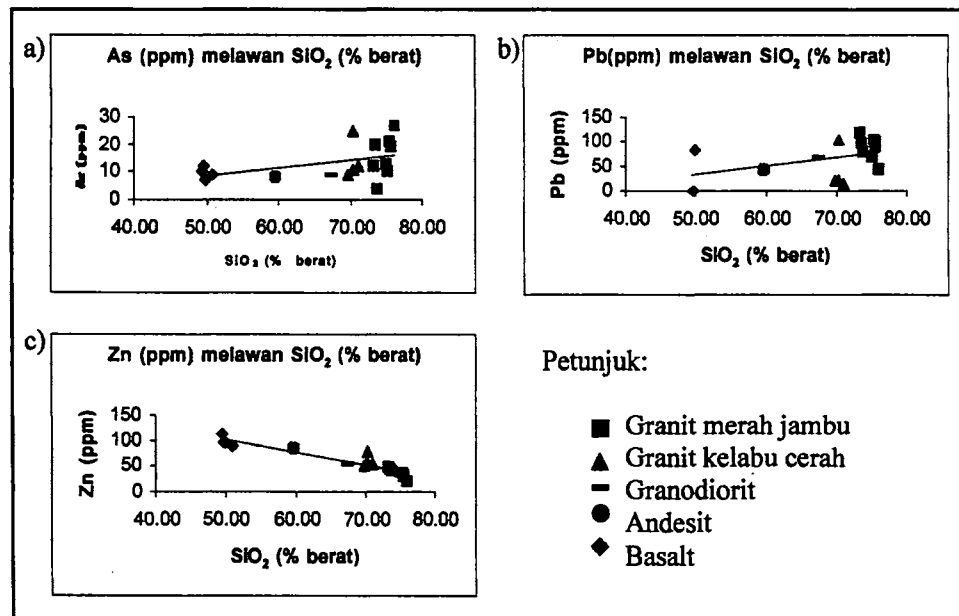 a)
As (ppm) melawan SiO₂ (% berat)
As (ppm)
30
20
10
0
40.00 50.00 60.00 70.00 80.00
SiO₂ (% berat)
b)
Pb(ppm) melawan SiO₂ (% berat)
Pb (ppm)
150
100
50
0
40.00 50.00 60.00 70.00 80.00
SiO₂ (% berat)
c)
Zn (ppm) melawan SiO₂ (% berat)
Zn (ppm)
150
100
50
0
40.00 50.00 60.00 70.00 80.00
SiO₂ (% berat)
Petunjuk:
Granit merah jambu
Granit kelabu cerah
Granodiorit
Andesit
Basalt